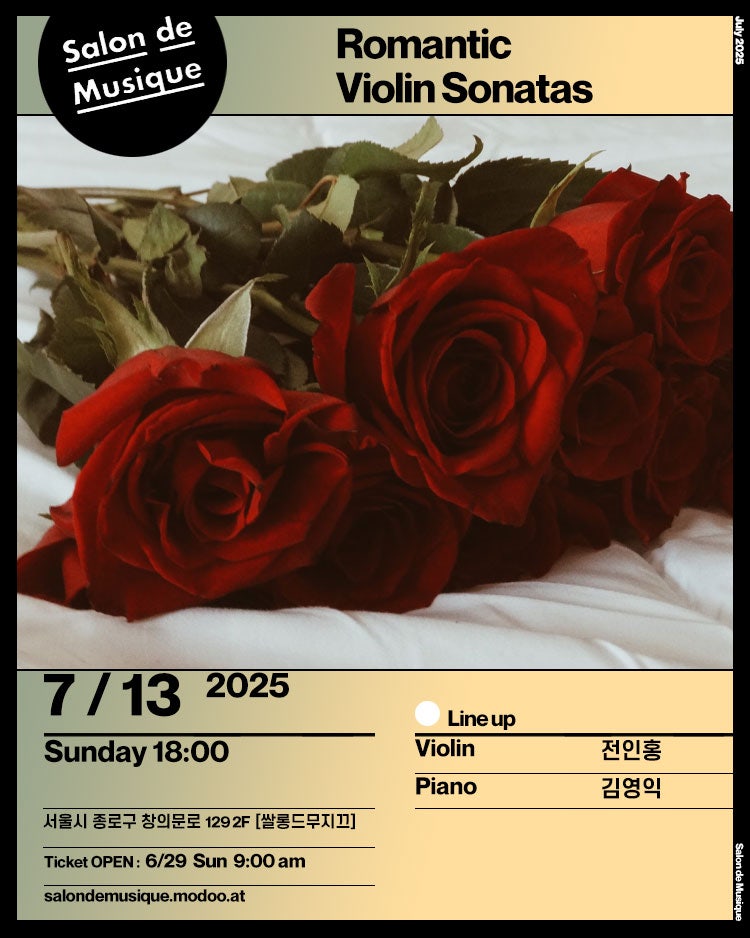 Salon de
Musique
Romantic
Violin Sonatas
July 2025
7 / 13 2025
Sunday 18:00
서울시 종로구 창의문로 129 2F [쌀롱드무지끄]
Ticket OPEN : 6/29 Sun 9:00 am
salondemusique.modoo.at
Line up
Violin 전인홍
Piano 김영익
Salon de Musique